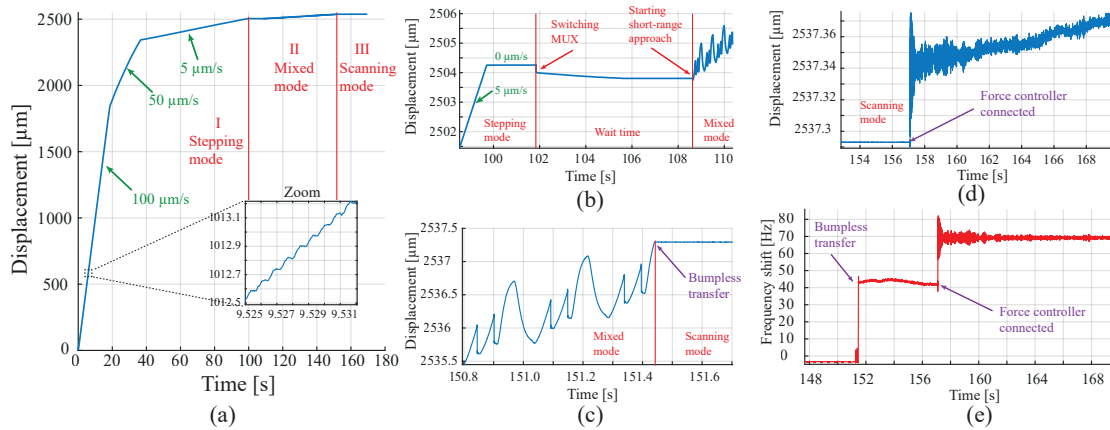 2500
2000
1500
1000
500
0
0
20
40
60
80
100
120
140
160
180
Displacement [µm]
Time [s]
100 µm/s
50 µm/s
5 µm/s
I
Stepping
mode
II
Mixed
mode
III
Scanning
mode
Zoom
1013.1
1012.9
1012.7
1012.5
9.525
9.527
9.529
9.531
(a)
2506
2505
2504
2503
2502
Displacement [µm]
100
102
104
106
108
110
Time [s]
0 µm/s
5 µm/s
Switching
MUX
Starting
short-range
approach
Stepping
mode
Wait time
Mixed
mode
(b)
2537.5
2537
2536.5
2536
2535.5
Displacement [µm]
150.8
151.0
151.2
151.4
151.6
Time [s]
Bumpless
transfer
Mixed
mode
Scanning
mode
(c)
2537.36
2537.34
2537.32
2537.3
Displacement [µm]
154
156
158
160
162
164
166
168
Time [s]
Scanning
mode
Force controller
connected
(d)
80
70
60
50
40
30
20
10
0
Frequency shift [Hz]
148
152
156
160
164
168
Time [s]
Bumpless
transfer
Force controller
connected
(e)